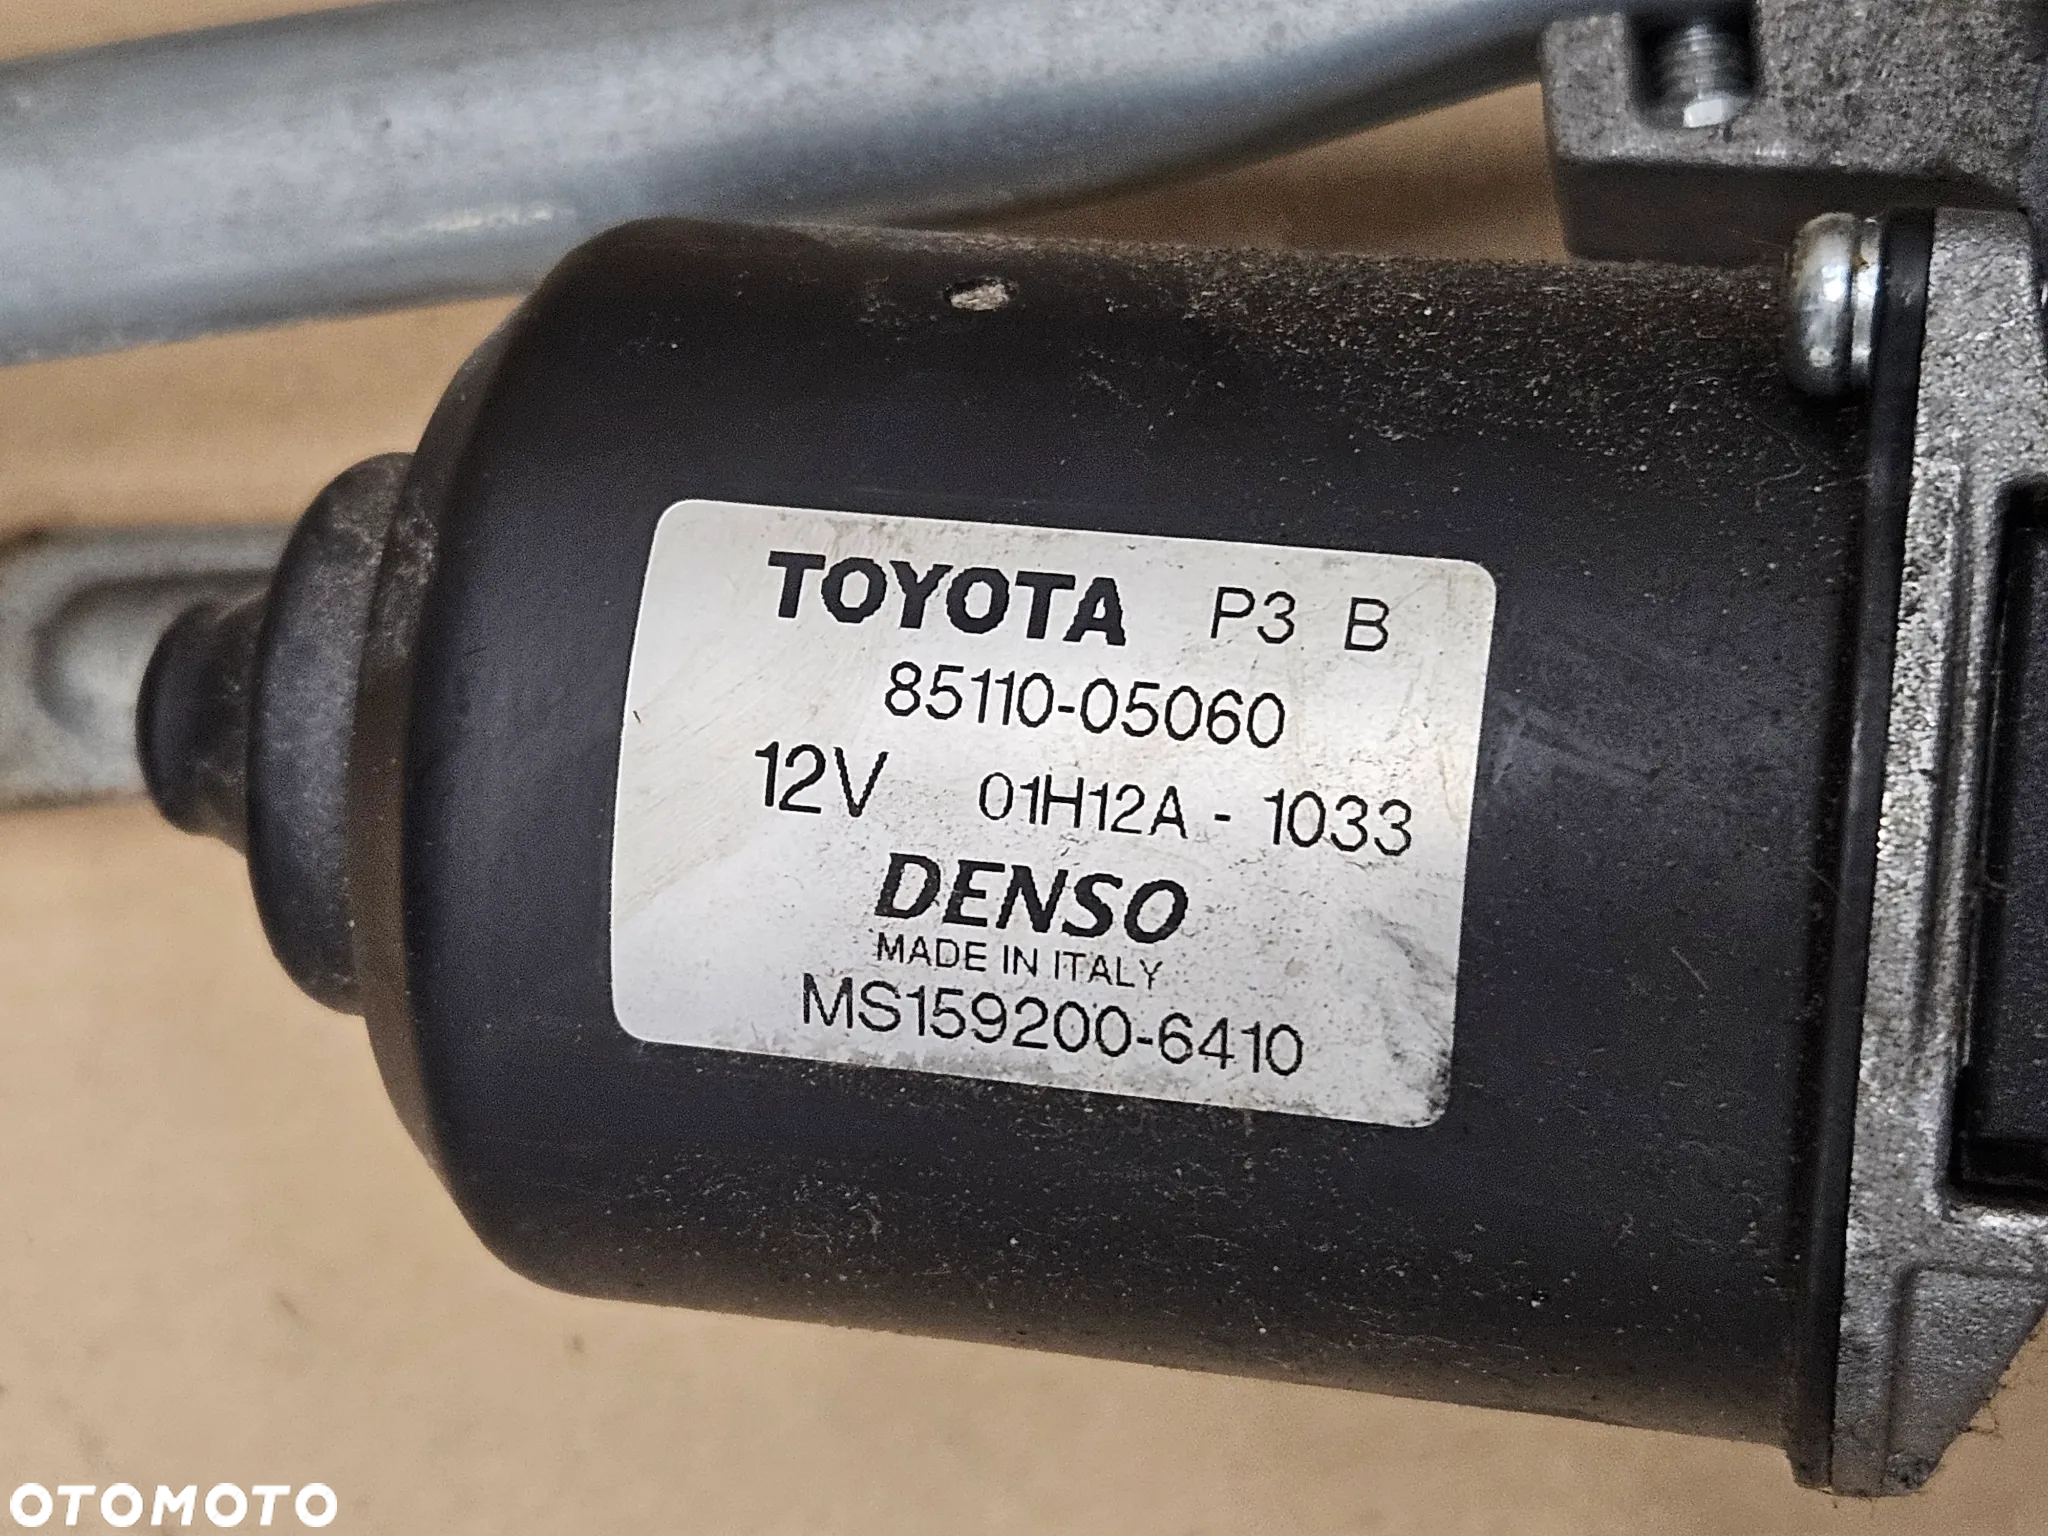 TOYOTA P3 B
85110-05060
12V 01H12A - 1033
DENSO
MADE IN ITALY
MS159200-6410
OTOMOTO